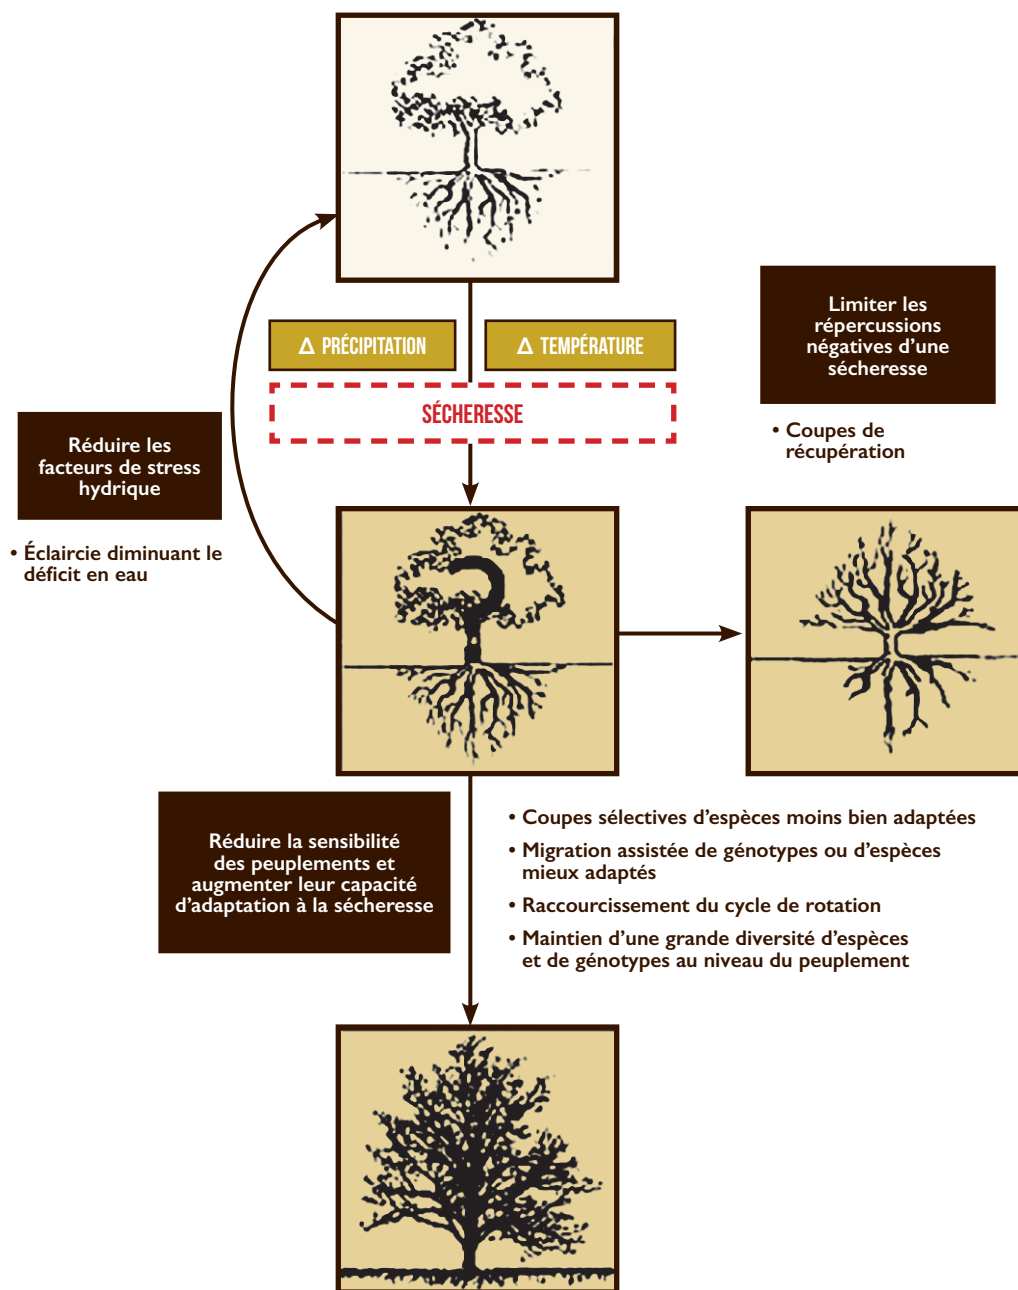 Δ PRÉCIPITATION
Δ TEMPÉRATURE
SÉCHERESSE
Limiter les
répercussions
négatives d’une
sécheresse
• Coupes de
récupération
Réduire les
facteurs de stress
hydrique
• Éclaircie diminuant le
déficit en eau
Réduire la sensibilité
des peuplements et
augmenter leur capacité
d’adaptation à la sécheresse
• Coupes sélectives d’espèces moins bien adaptées
• Migration assistée de génotypes ou d’espèces
mieux adaptés
• Raccourcissement du cycle de rotation
• Maintien d’une grande diversité d’espèces
et de génotypes au niveau du peuplement